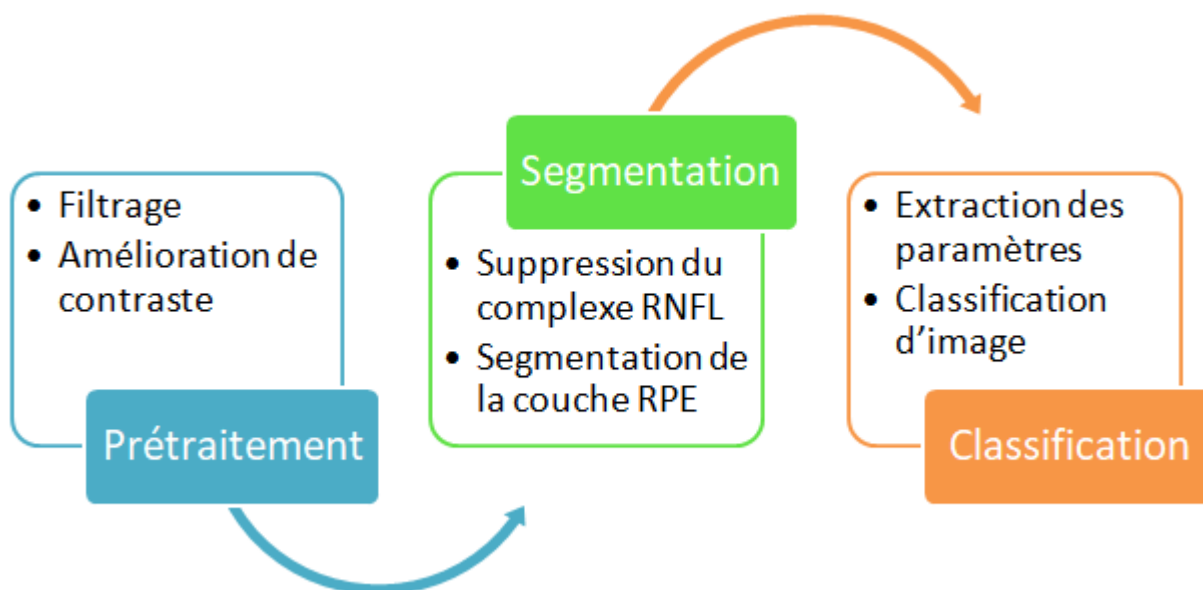 • Filtrage
• Amélioration de
contraste
Prétraitement
Segmentation
• Suppression du
complexe RNFL
• Segmentation de
la couche RPE
• Extraction des
paramètres
• Classification
d’image
Classification